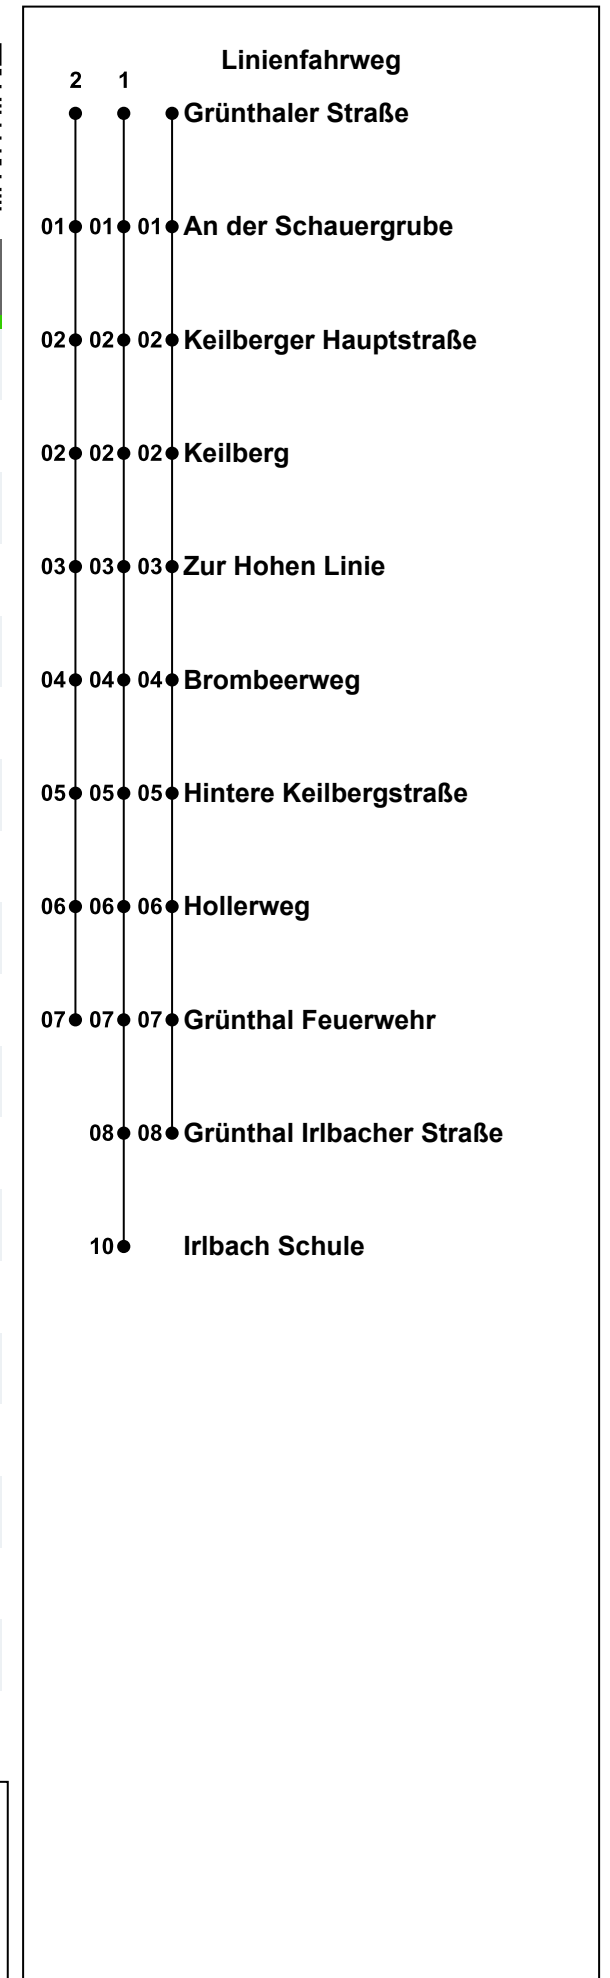 Linienfahrweg
2 1
Grünthaler Straße
01 01 01 An der Schauergrube
02 02 02 Keilberger Hauptstraße
02 02 02 Keilberg
03 03 03 Zur Hohen Linie
04 04 04 Brombeerweg
05 05 05 Hintere Keilbergstraße
06 06 06 Hollerweg
07 07 07 Grünthal Feuerwehr
08 08 Grünthal Irlbacher Straße
10 Irlbach Schule